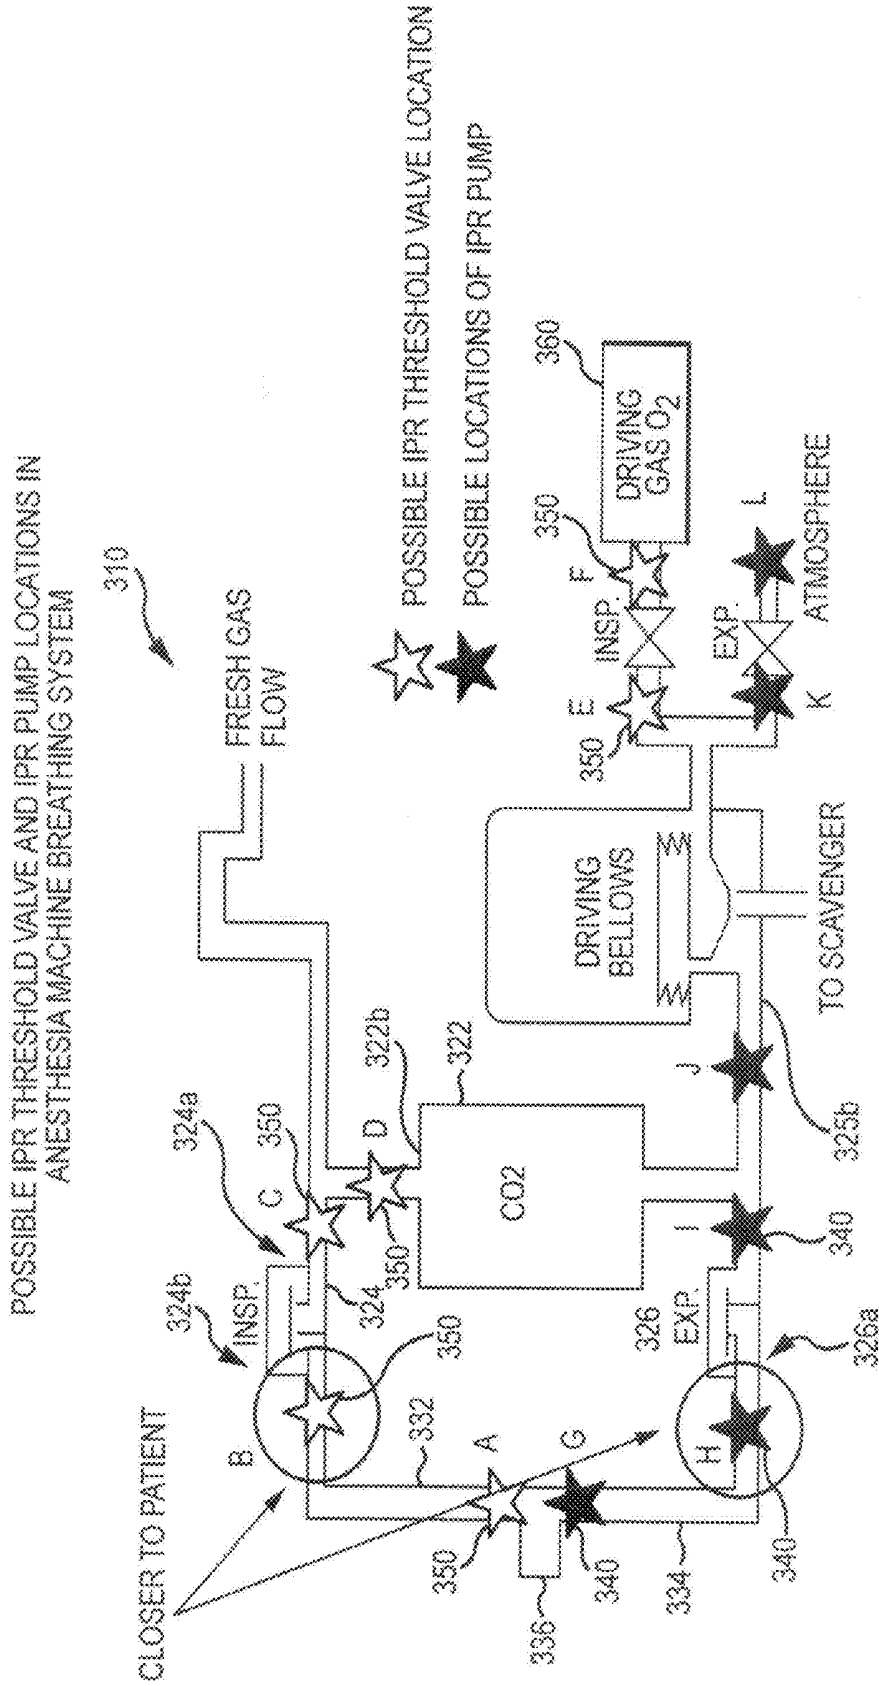 POSSIBLE IPR THRESHOLD VALVE AND IPR PUMP LOCATIONS IN
ANESTHESIA MACHINE BREATHING SYSTEM
310
FRESH GAS
FLOW
POSSIBLE IPR THRESHOLD VALVE LOCATION
POSSIBLE LOCATIONS OF IPR PUMP
CLOSER TO PATIENT
324b
324a
B
INSP.
C
350
350
324
D
350
322b
322
CO2
332
A
350
G
340
336
334
H
340
326
EXP.
326a
I
340
J
325b
DRIVING
BELLOWS
TO SCAVENGER
E
350
INSP.
F
350
360
DRIVING
GAS O2
EXP.
K
L
ATMOSPHERE